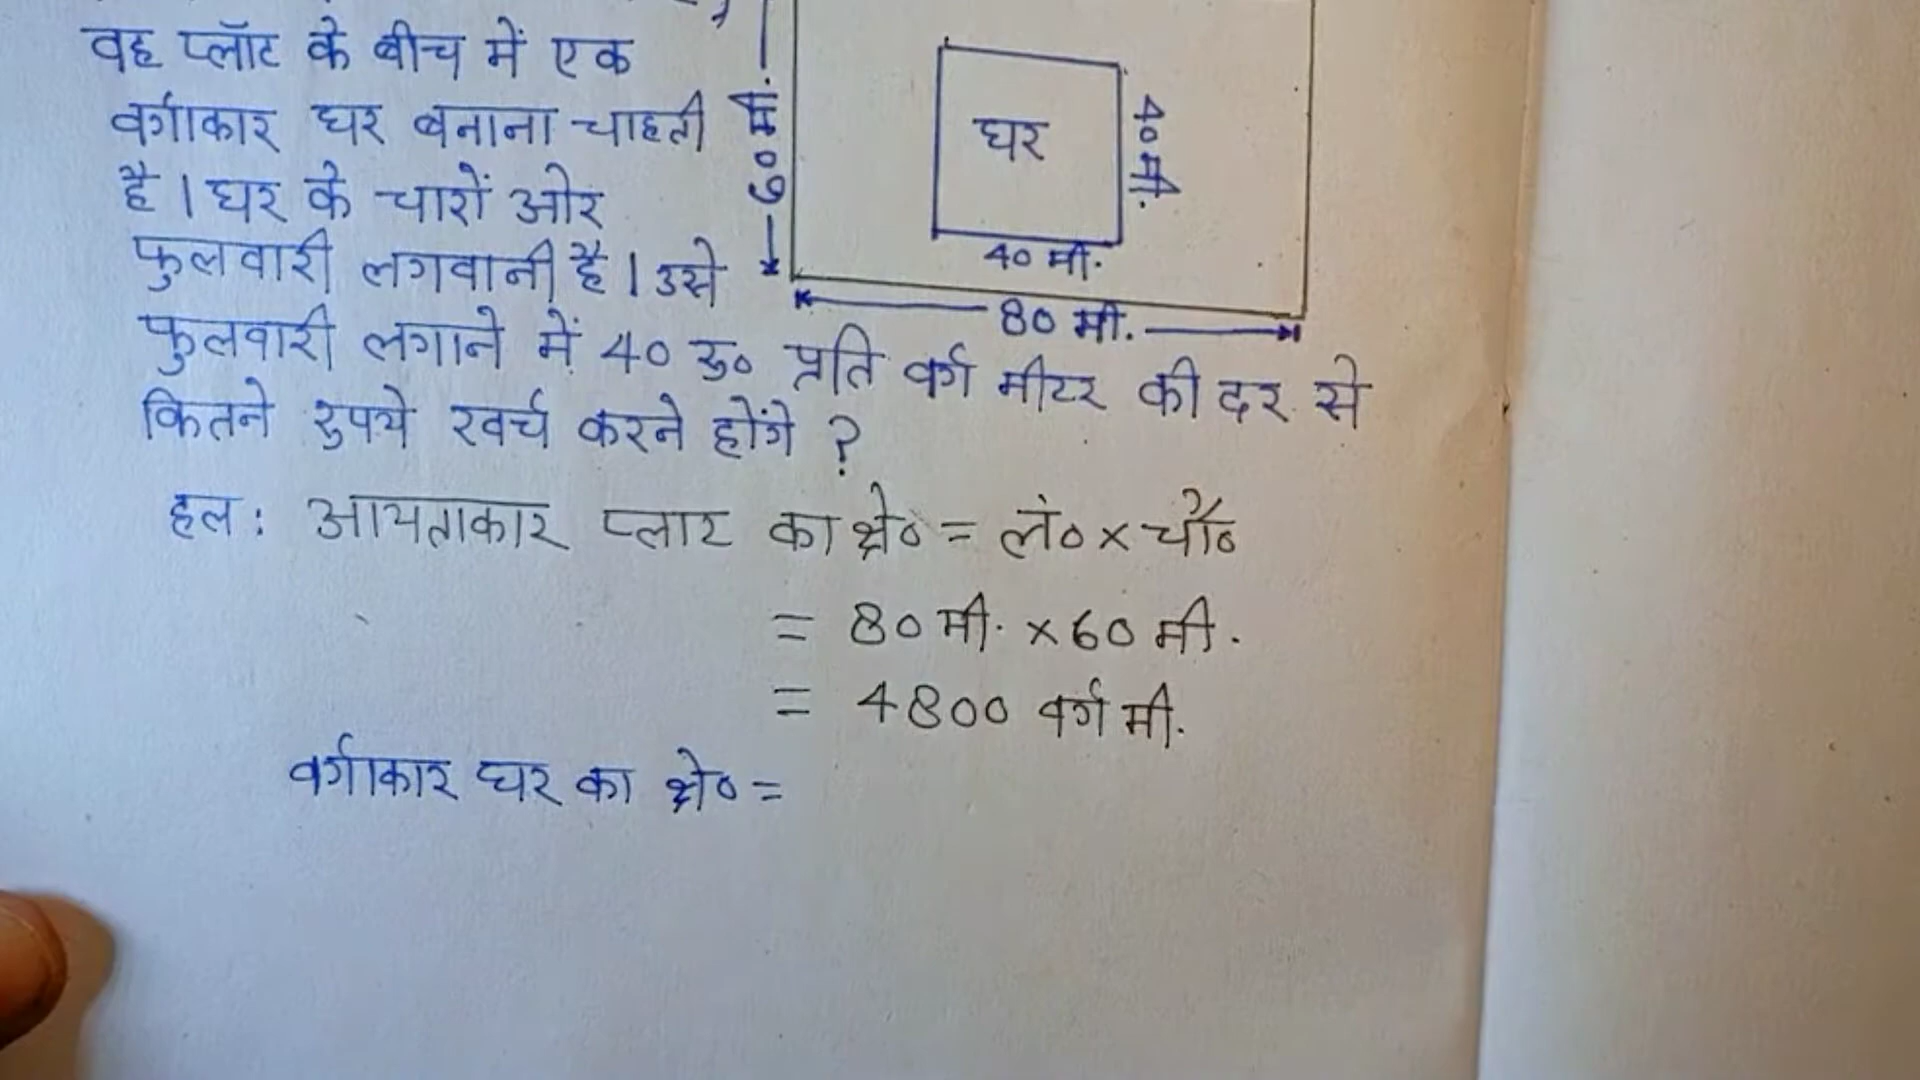 वह प्लॉट के बीच में एक
वर्गाकार घर बनाना चाहती
है। घर के चारों ओर
फुलवारी लगवानी है। उसे
फुलवारी लगाने में 40 रु० प्रति वर्ग मीटर की दर से
कितने रुपये खर्च करने होंगे ?
60 मी.
घर
40 मी.
40 मी.
80 मी.
हल: आयताकार प्लाट का क्षे० = लं० × चौ०
= 80 मी. × 60 मी.
= 4800 वर्ग मी.
वर्गाकार घर का क्षे० =